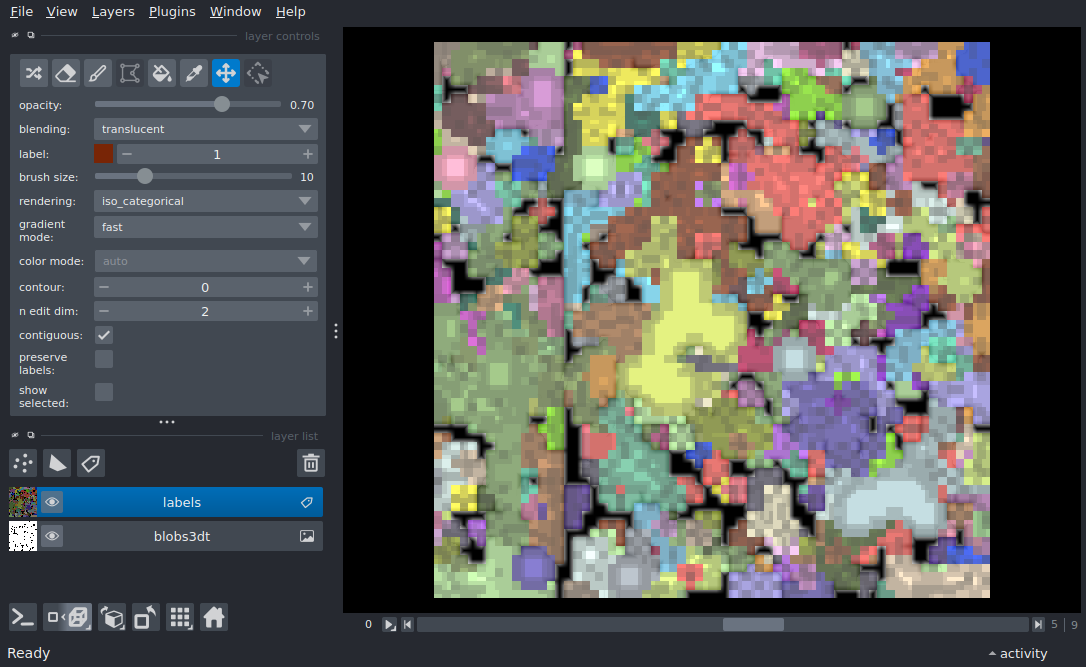 File View Layers Plugins Window Help
layer controls
opacity: 0.70
blending: translucent
label: 1
brush size: 10
rendering: iso_categorical
gradient
mode: fast
color mode: auto
contour: 0
n edit dim: 2
contiguous:
preserve
labels:
show
selected:
layer list
labels
blobs3dt
0 5 | 9
Ready
activity